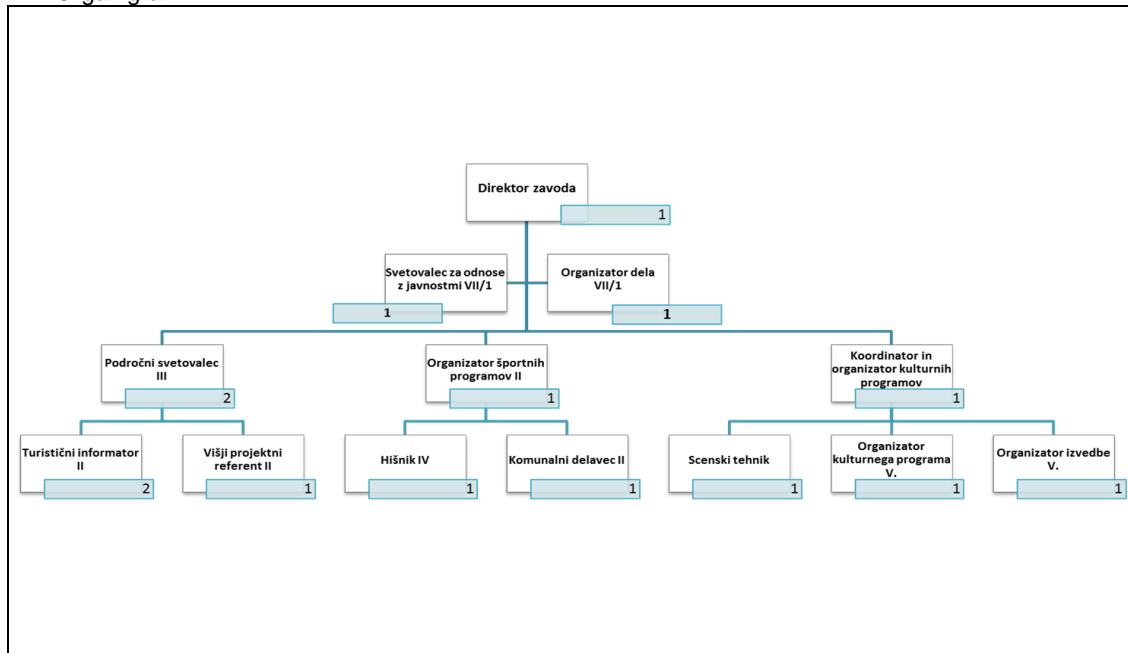 Direktor zavoda
1
Svetovalec za odnose
z javnostmi VII/1
1
Organizator dela
VII/1
1
Področni svetovalec
III
2
Organizator športnih
programov II
1
Koordinator in
organizator kulturnih
programov
1
Turistični informator
II
2
Višji projektni
referent II
1
Hišnik IV
1
Komunalni delavec II
1
Scenski tehnik
1
Organizator
kulturnega programa
V.
1
Organizator izvedbe
V.
1